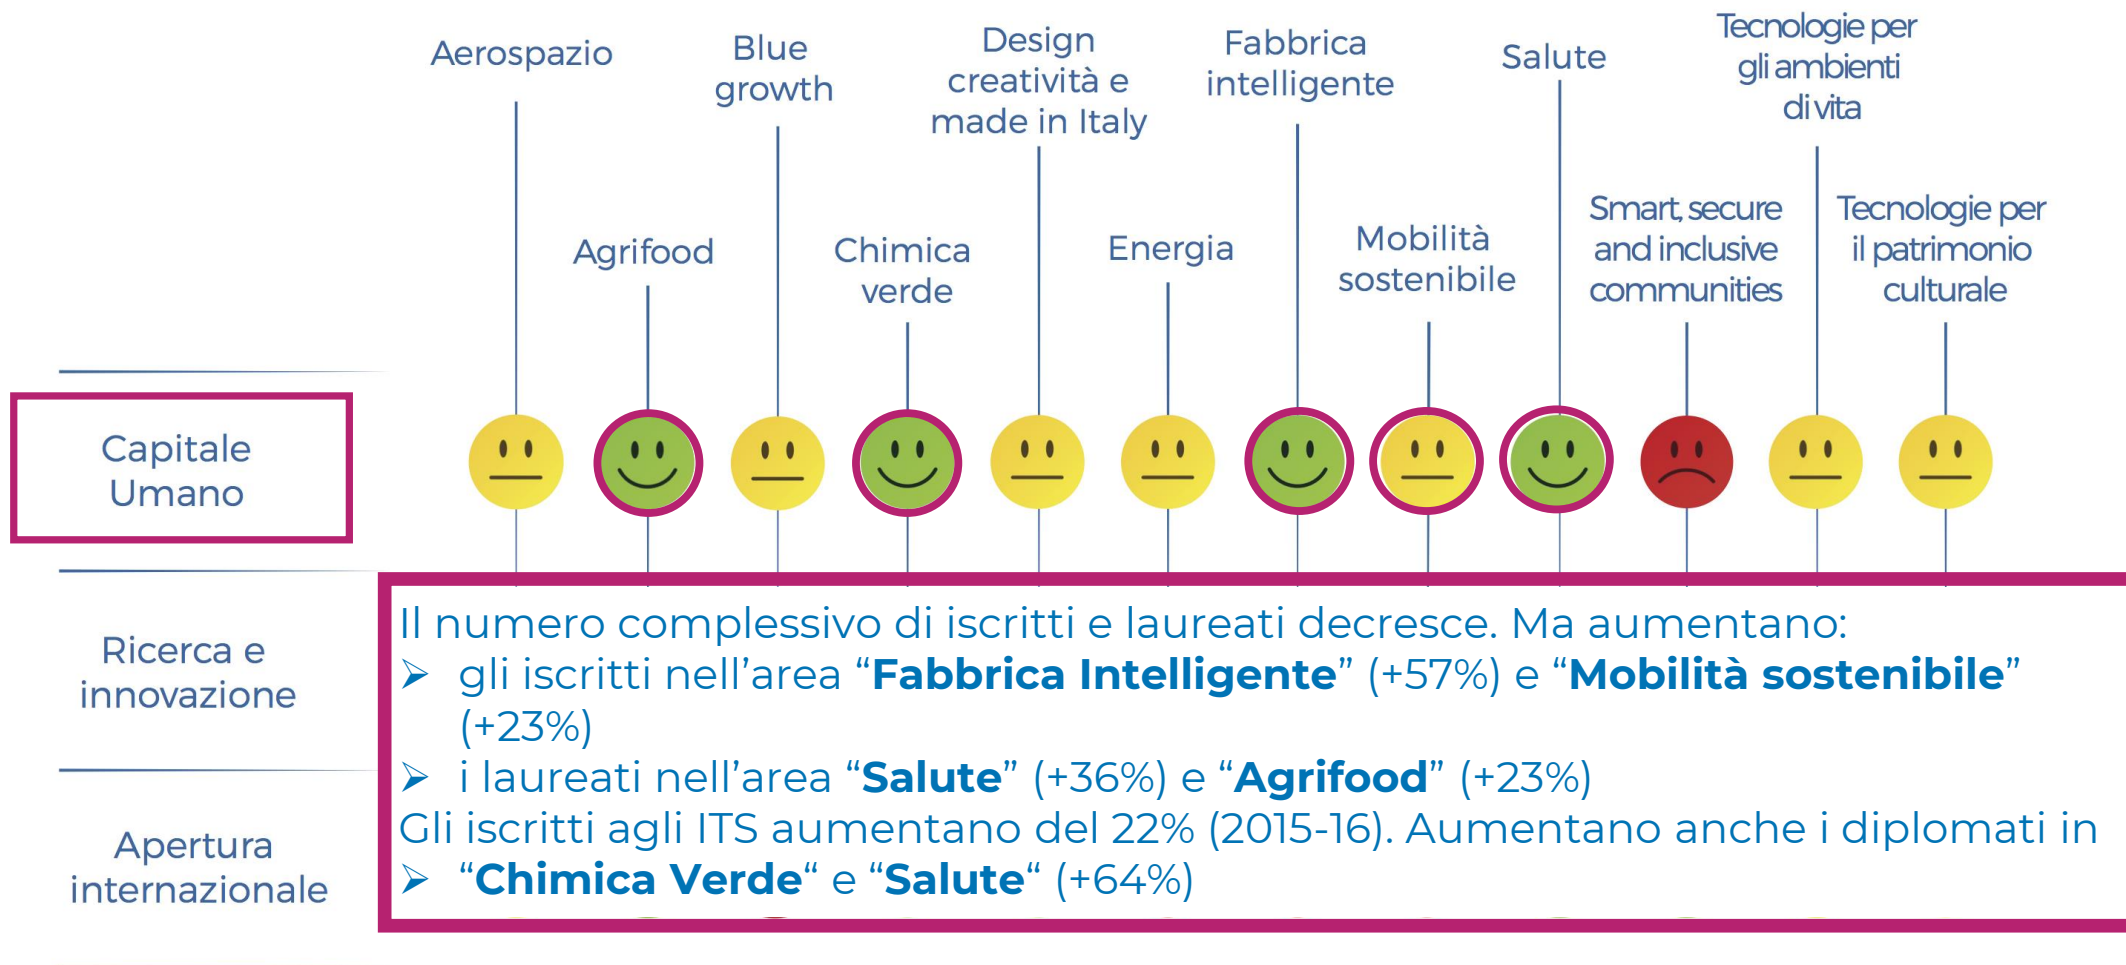 Aerospazio
Blue
growth
Design
creatività e
made in Italy
Fabbrica
intelligente
Salute
Tecnologie per
gli ambienti
di vita
Agrifood
Chimica
verde
Energia
Mobilità
sostenibile
Smart, secure
and inclusive
communities
Tecnologie per
il patrimonio
culturale
Capitale
Umano
Ricerca e
innovazione
Apertura
internazionale
Il numero complessivo di iscritti e laureati decresce. Ma aumentano:
➢ gli iscritti nell’area “Fabbrica Intelligente” (+57%) e “Mobilità sostenibile”
(+23%)
➢ i laureati nell’area “Salute” (+36%) e “Agrifood” (+23%)
Gli iscritti agli ITS aumentano del 22% (2015-16). Aumentano anche i diplomati in
➢ “Chimica Verde“ e “Salute“ (+64%)